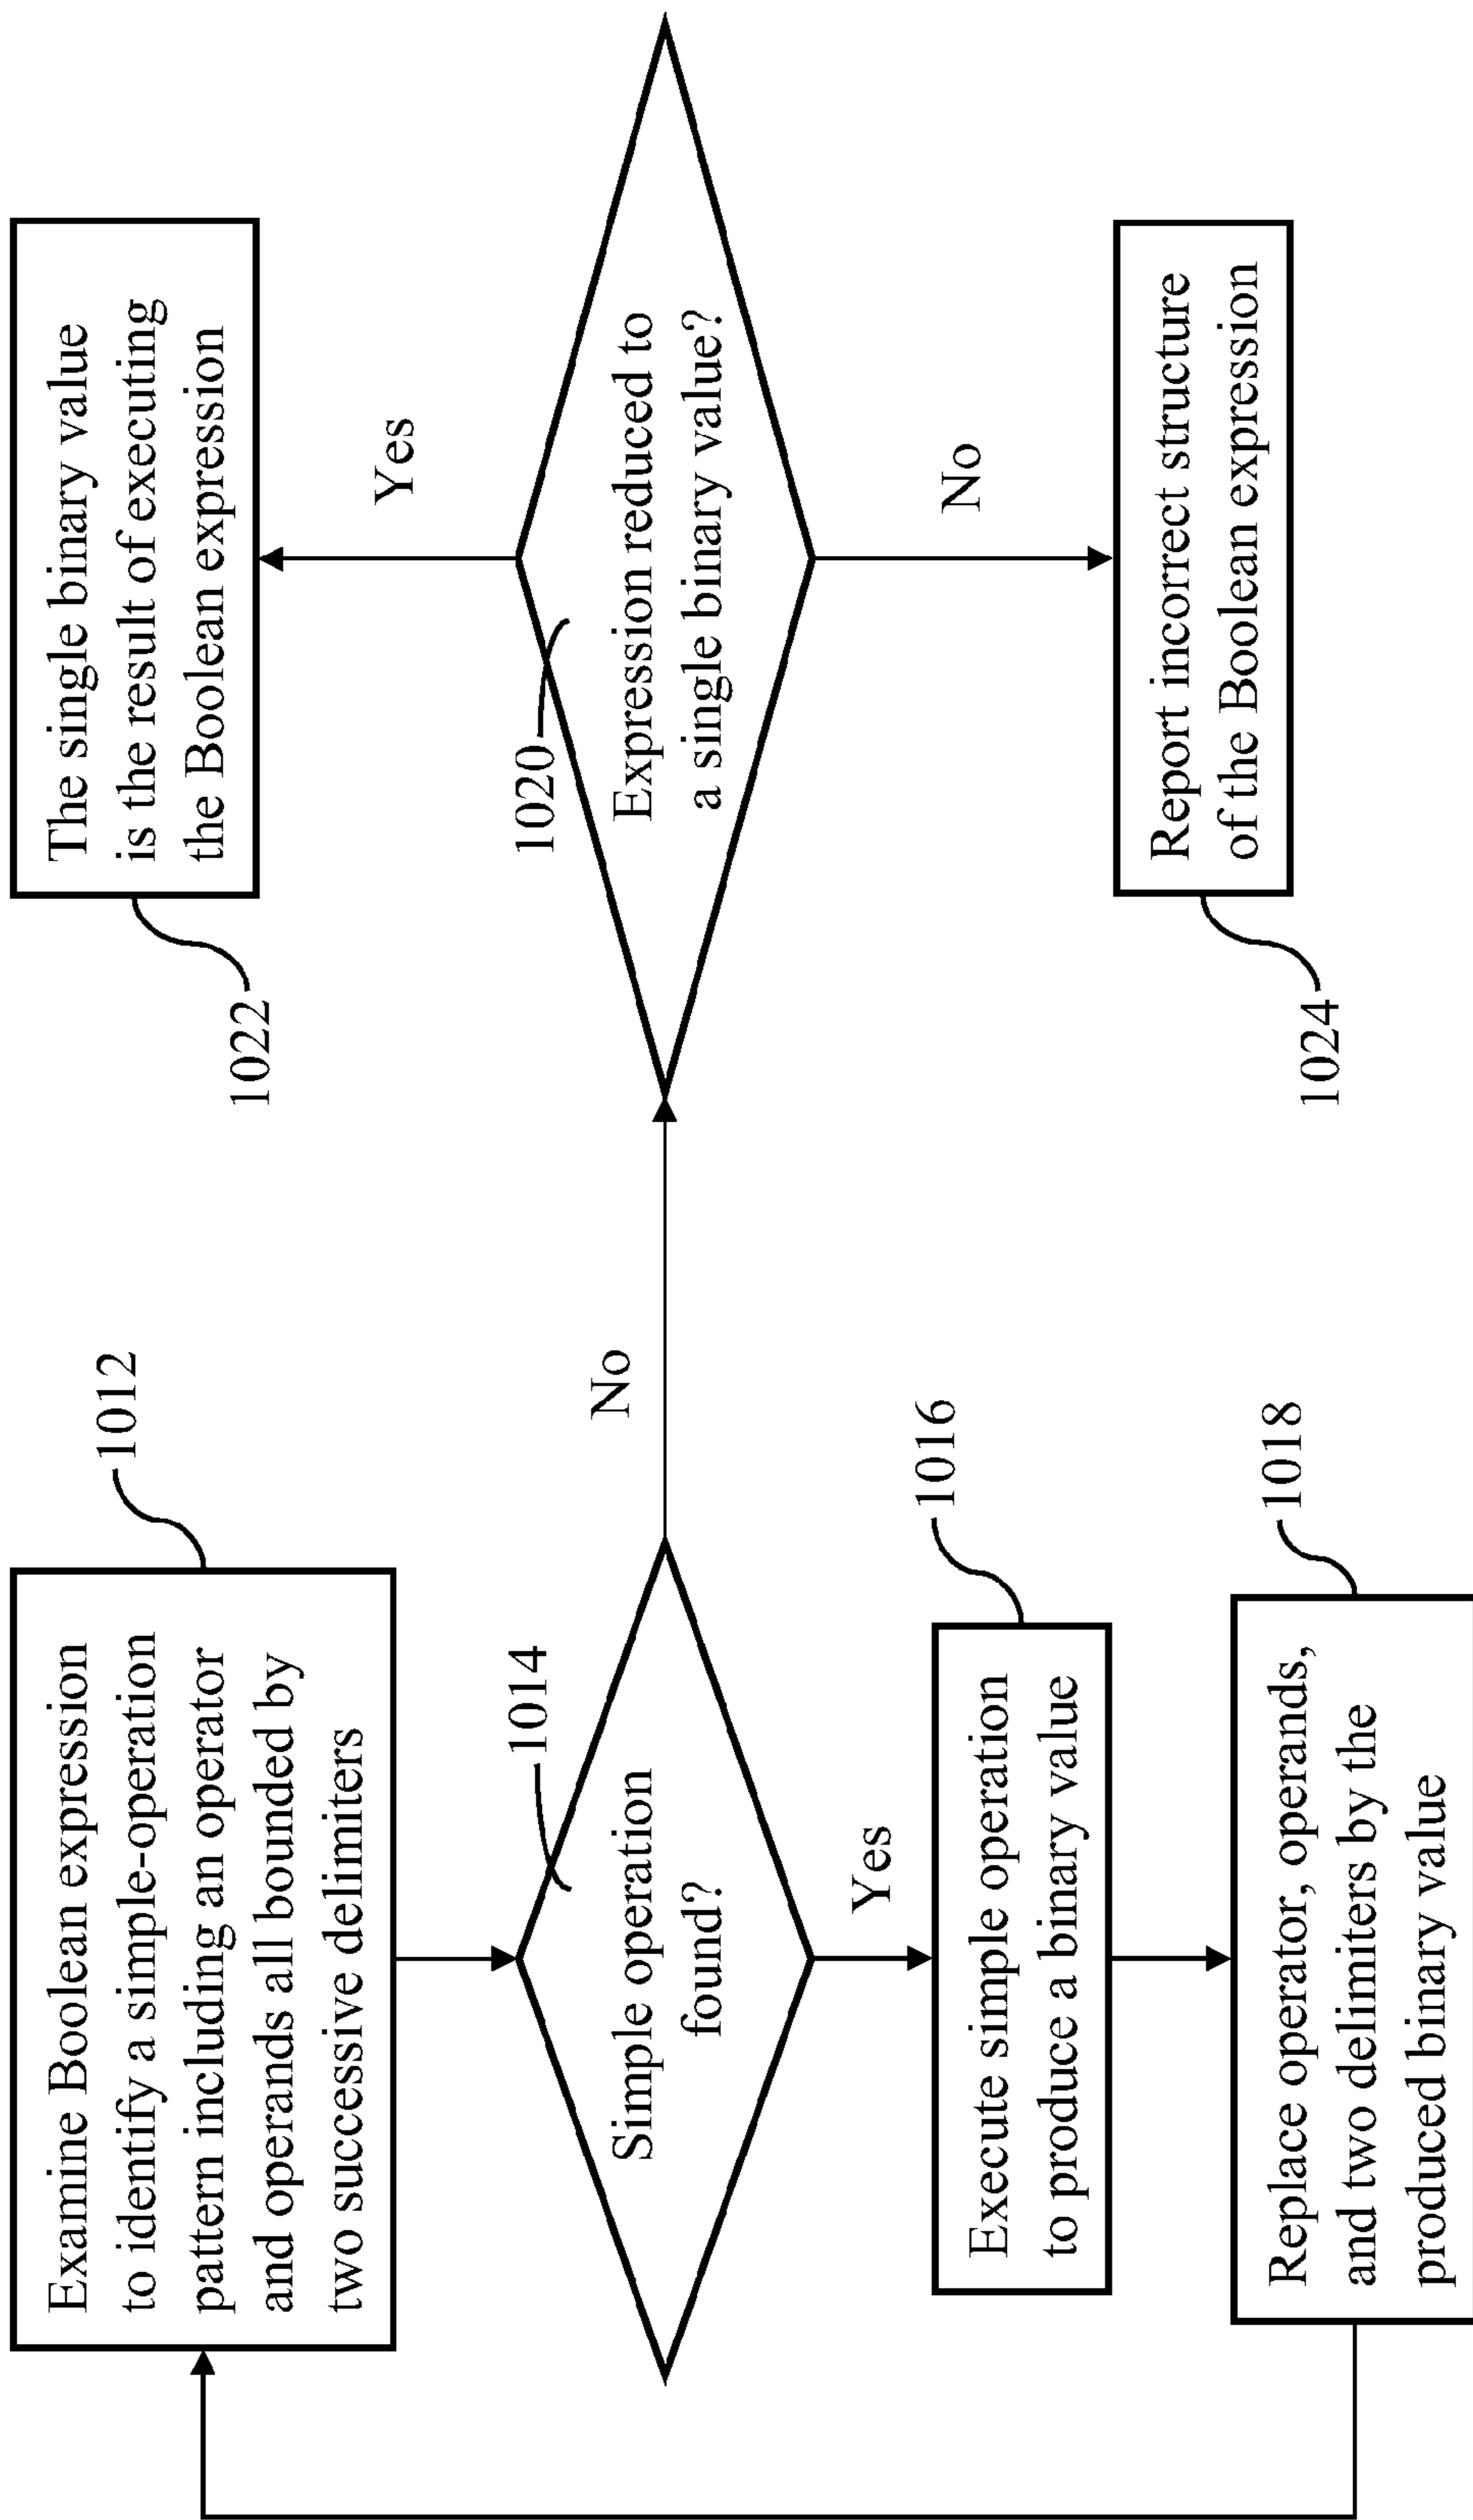 Examine Boolean expression
to identify a simple-operation
pattern including an operator
and operands all bounded by
two successive delimiters
1012
Simple operation
found?
1014
No
Yes
Execute simple operation
to produce a binary value
1016
Replace operator, operands,
and two delimiters by the
produced binary value
1018
The single binary value
is the result of executing
the Boolean expression
1022
Yes
1020
Expression reduced to
a single binary value?
No
Report incorrect structure
of the Boolean expression
1024